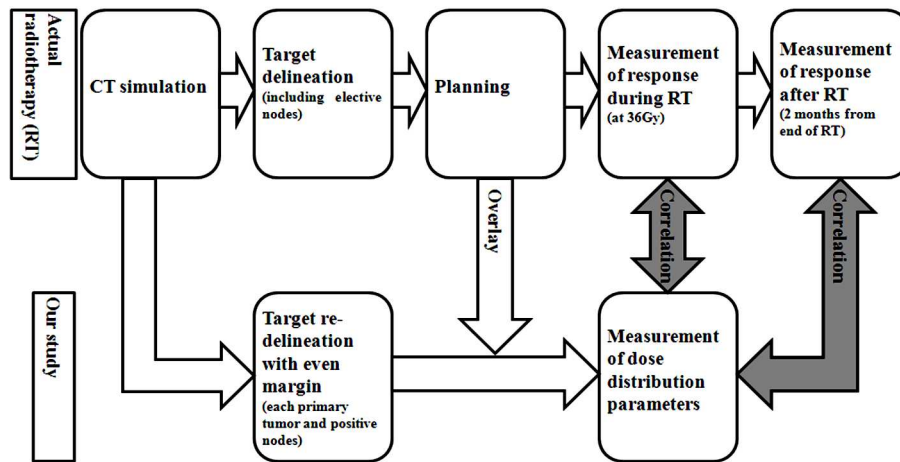 Actual
radiotherapy (RT)
CT simulation
Target
delineation
(including elective
nodes)
Planning
Measurement
of response
during RT
(at 36Gy)
Measurement
of response
after RT
(2 months from
end of RT)
Overlay
Correlation
Correlation
Our study
Target re-
delineation
with even
margin
(each primary
tumor and positive
nodes)
Measurement
of dose
distribution
parameters